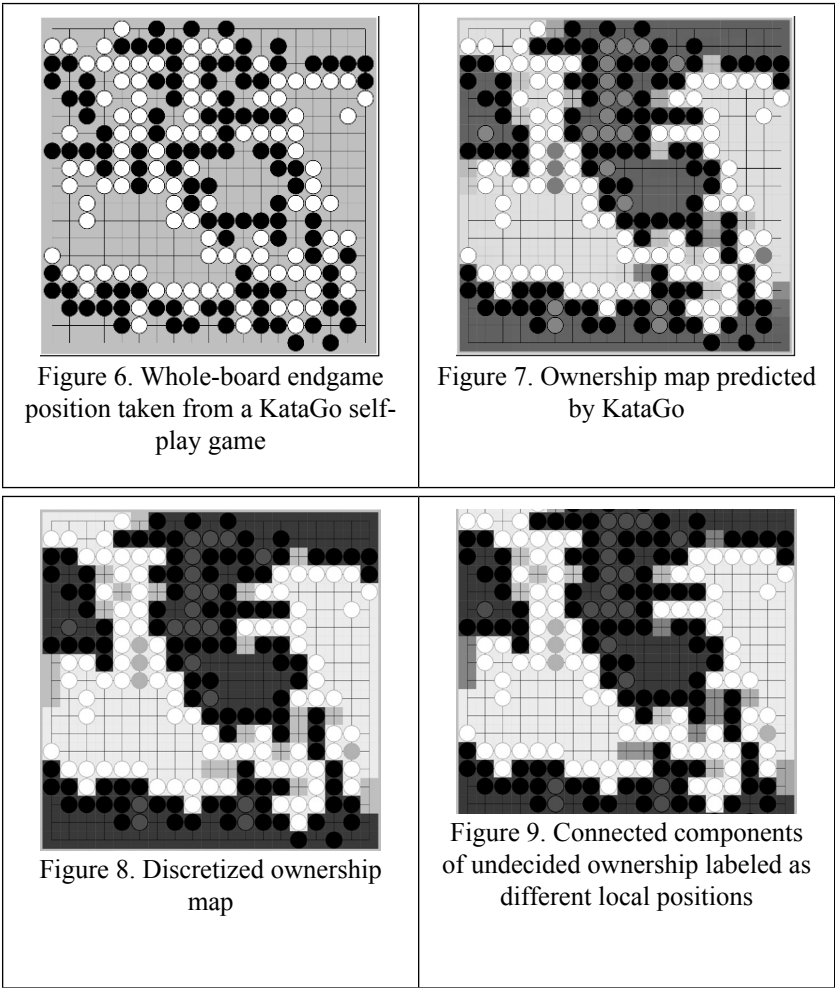 Figure 6. Whole-board endgame
position taken from a KataGo self-
play game
Figure 7. Ownership map predicted
by KataGo
Figure 8. Discretized ownership
map
Figure 9. Connected components
of undecided ownership labeled as
different local positions